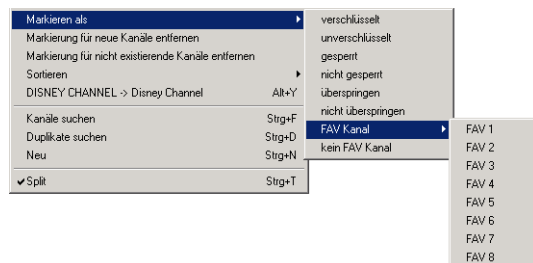 Markieren als
Markierung für neue Kanäle entfernen
Markierung für nicht existierende Kanäle entfernen
Sortieren
DISNEY CHANNEL -> Disney Channel Alt+Y
Kanäle suchen Strg+F
Duplikate suchen Strg+D
Neu Strg+N
Split Strg+T
verschlüsselt
unverschlüsselt
gesperrt
nicht gesperrt
überspringen
nicht überspringen
FAV Kanal
kein FAV Kanal
FAV 1
FAV 2
FAV 3
FAV 4
FAV 5
FAV 6
FAV 7
FAV 8